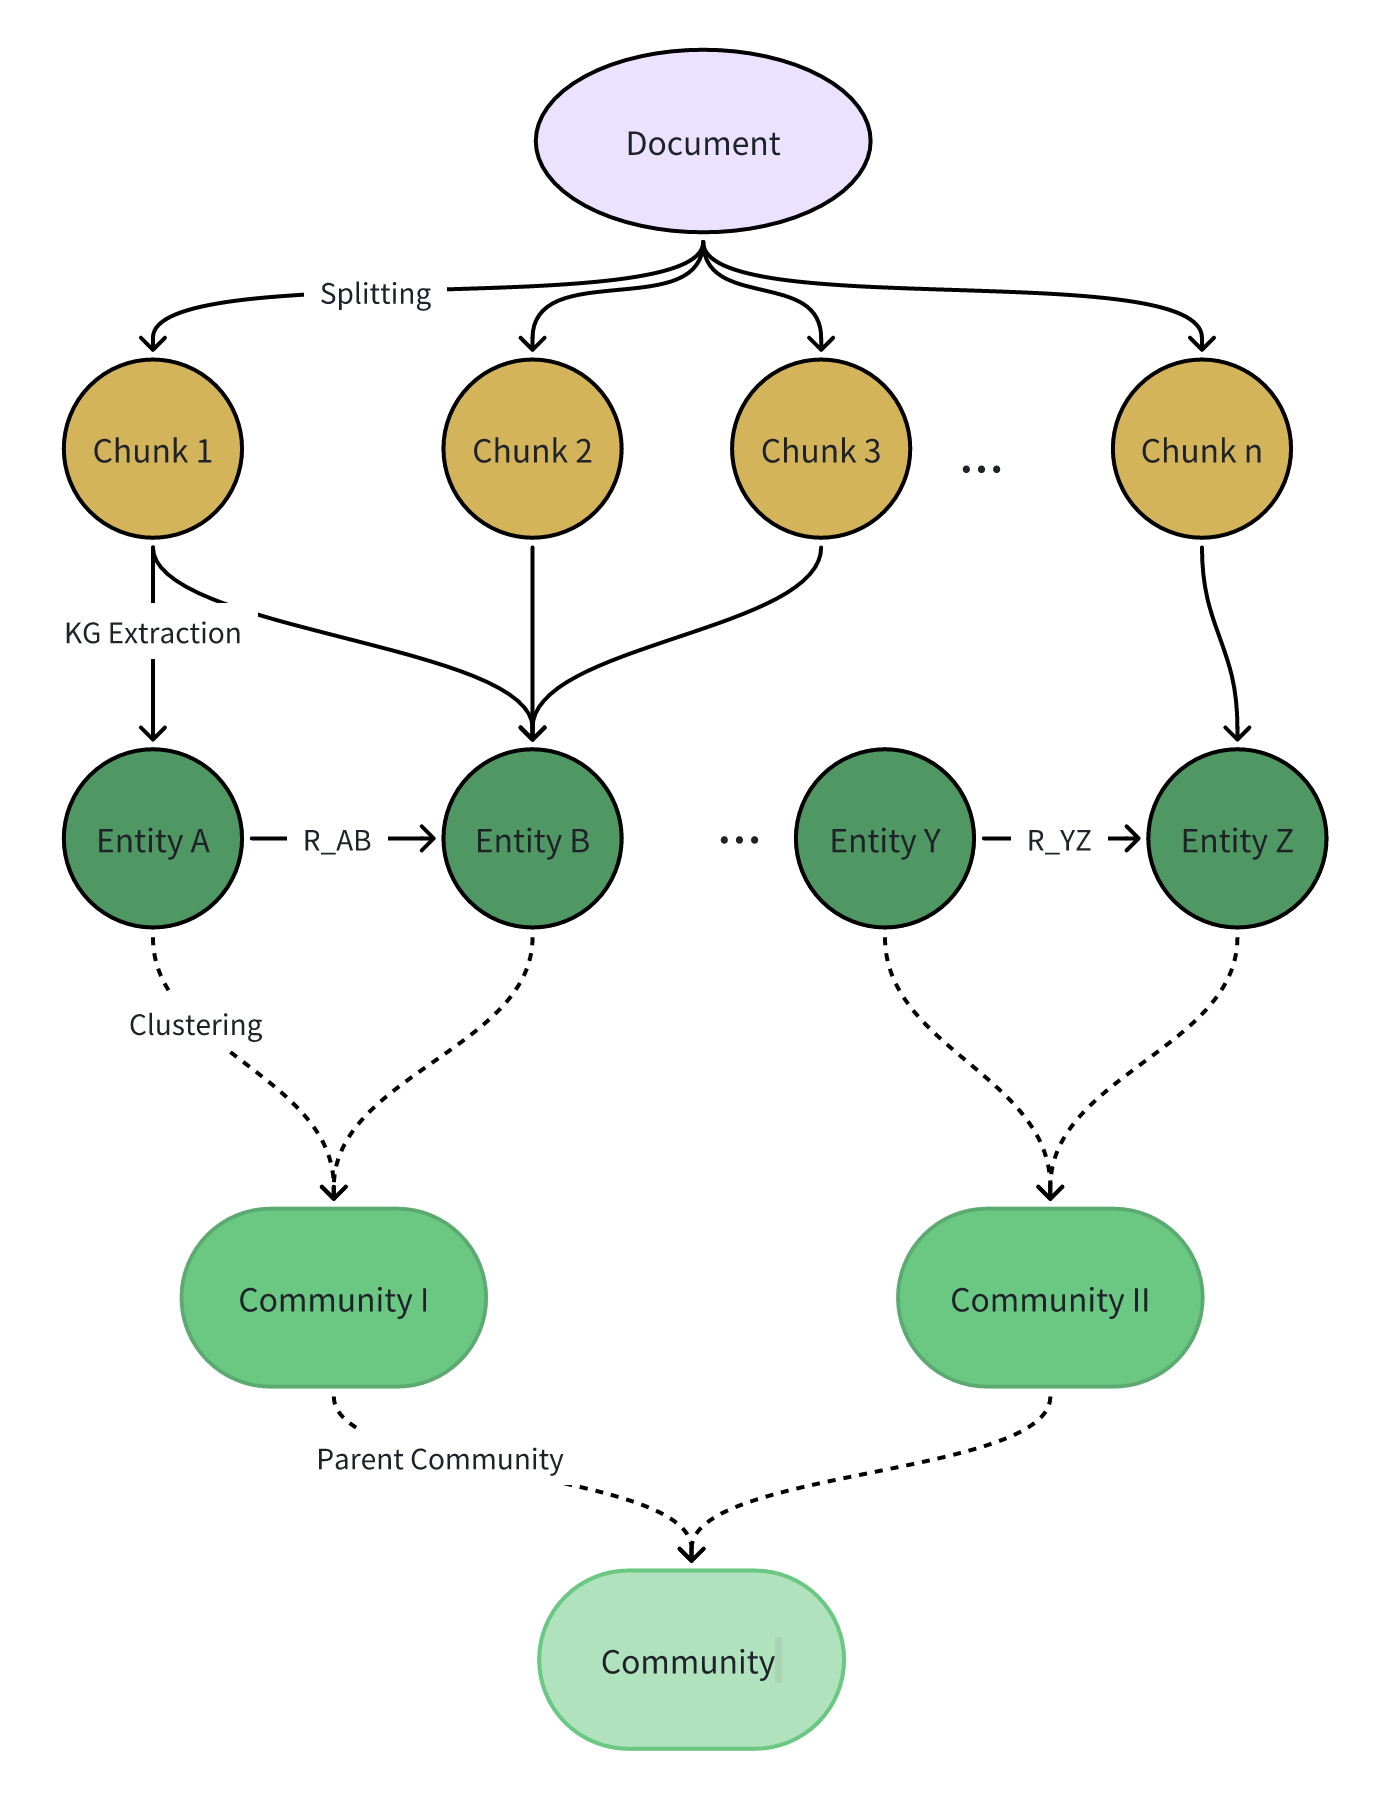 Document
Splitting
Chunk 1
Chunk 2
Chunk 3
...
Chunk n
KG Extraction
Entity A
R_AB
Entity B
...
Entity Y
R_YZ
Entity Z
Clustering
Community I
Community II
Parent Community
Community